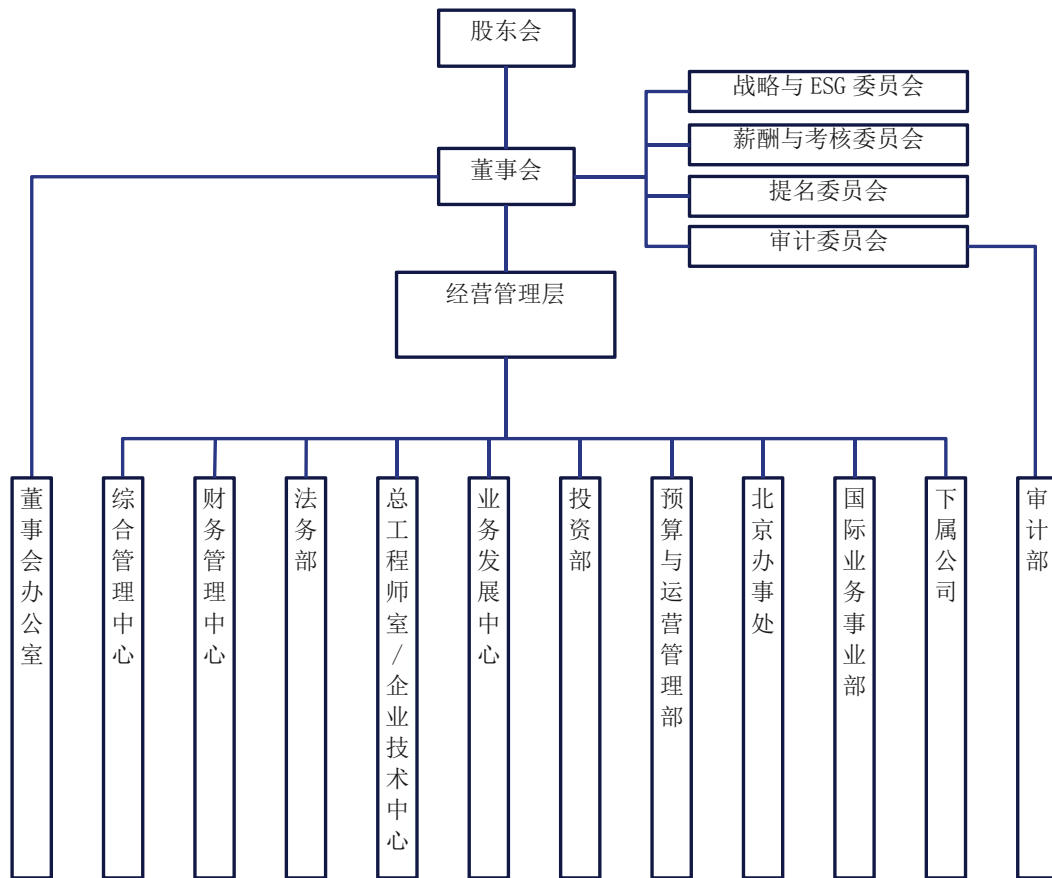 股东会
战略与 ESG 委员会
薪酬与考核委员会
董事会
提名委员会
审计委员会
经营管理层
董事会办公室
综合管理中心
财务管理中心
法务部
总工程师室/企业技术中心
业务发展中心
投资部
预算与运营管理部
北京办事处
国际业务事业部
下属公司
审计部